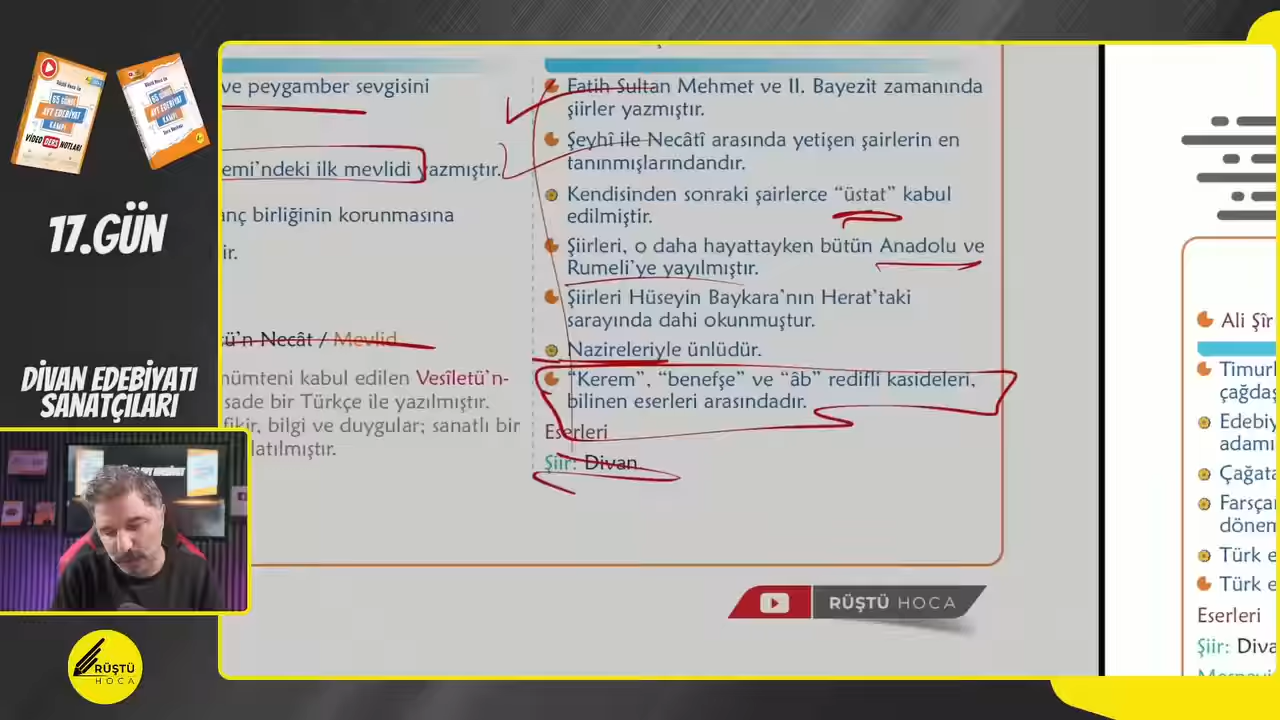 17.GÜN
DİVAN EDEBİYATI
SANATÇILARI
RÜŞTÜ
HOCA
ve peygamber sevgisini
emi'ndeki ilk mevlidi yazmıştır.
anç birliğinin korunmasına
ir.
ü'n Necât / Mevlid
nümteni kabul edilen Vesîletü'n-
sade bir Türkçe ile yazılmıştır.
fikir, bilgi ve duygular; sanatlı bir
latılmıştır.
Fatih Sultan Mehmet ve II. Bayezit zamanında
şiirler yazmıştır.
Şeyhî ile Necâtî arasında yetişen şairlerin en
tanınmışlarındandır.
Kendisinden sonraki şairlerce "üstat" kabul
edilmiştir.
Şiirleri, o daha hayattayken bütün Anadolu ve
Rumeli'ye yayılmıştır.
Şiirleri Hüseyin Baykara'nın Herat'taki
sarayında dahi okunmuştur.
Nazireleriyle ünlüdür.
"Kerem", "benefşe" ve "âb" redifli kasideleri,
bilinen eserleri arasındadır.
Eserleri
Şiir: Divan
RÜŞTÜ HOCA
Ali Şîr
Timurl
çağdaş
Edebiy
adamı
Çağata
Farsçar
dönem
Türk e
Türk e
Eserleri
Şiir: Diva